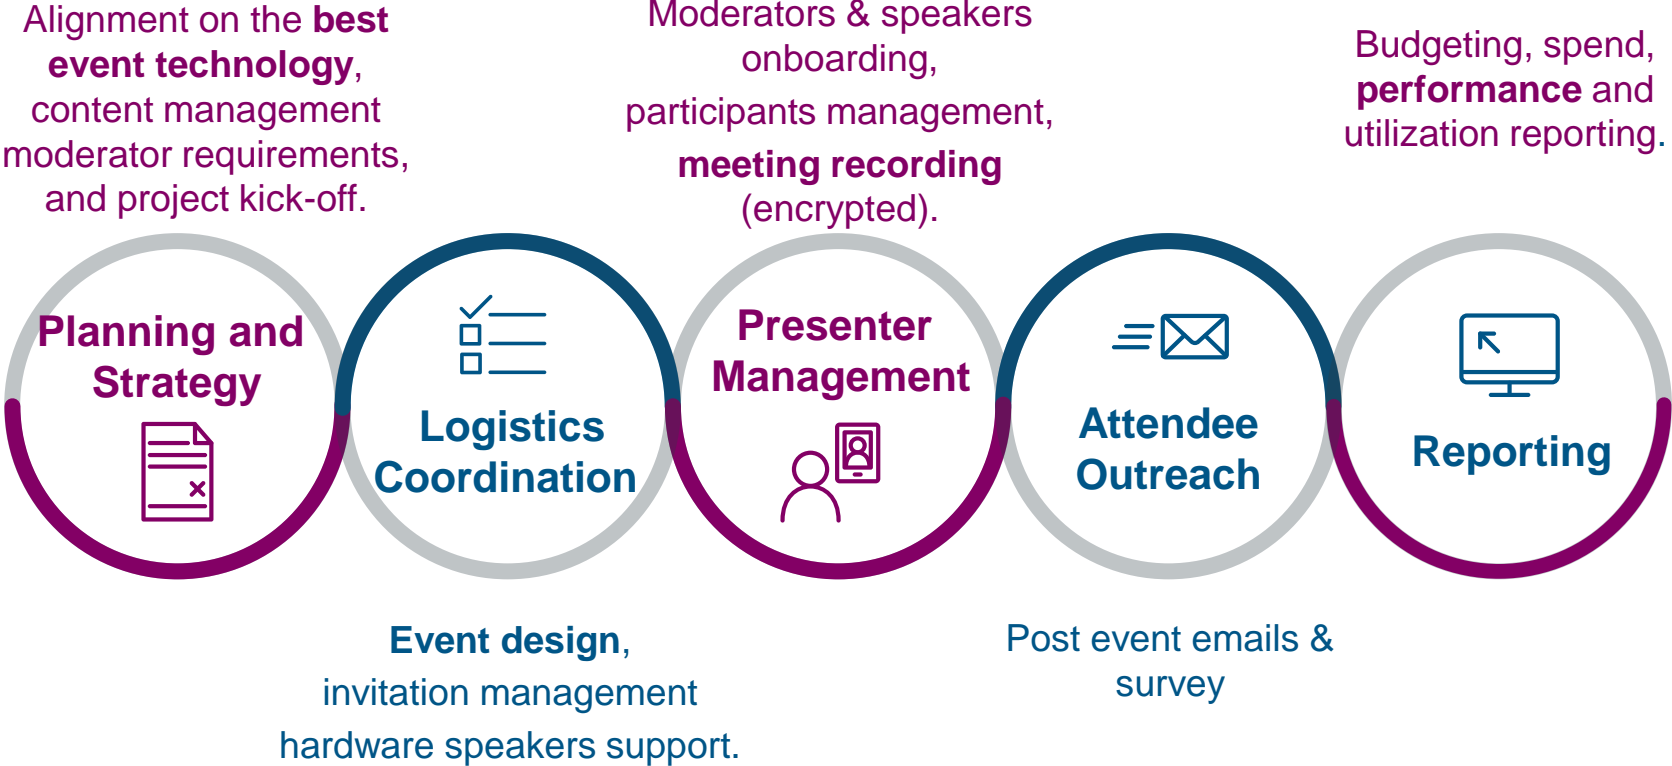 Alignment on the best
event technology,
content management
moderator requirements,
and project kick-off.
Moderators & speakers
onboarding,
participants management,
meeting recording
(encrypted).
Budgeting, spend,
performance and
utilization reporting.
Planning and
Strategy
Logistics
Coordination
Presenter
Management
Attendee
Outreach
Reporting
Event design,
invitation management
hardware speakers support.
Post event emails &
survey